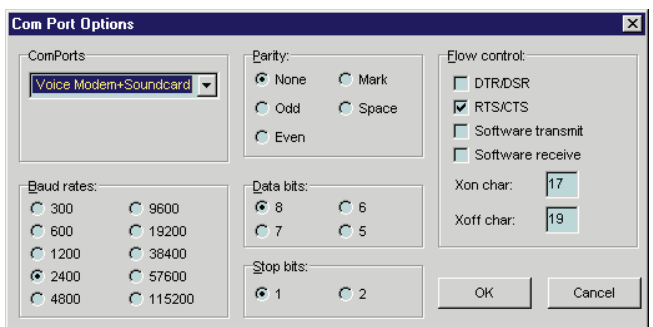 Com Port Options
ComPorts
Voice Modem+Soundcard
Parity:
None Mark
Odd Space
Even
Flow control:
DTR/DSR
RTS/CTS
Software transmit
Software receive
Xon char: 17
Xoff char: 19
Baud rates:
300 9600
600 19200
1200 38400
2400 57600
4800 115200
Data bits:
8 6
7 5
Stop bits:
1 2
OK Cancel